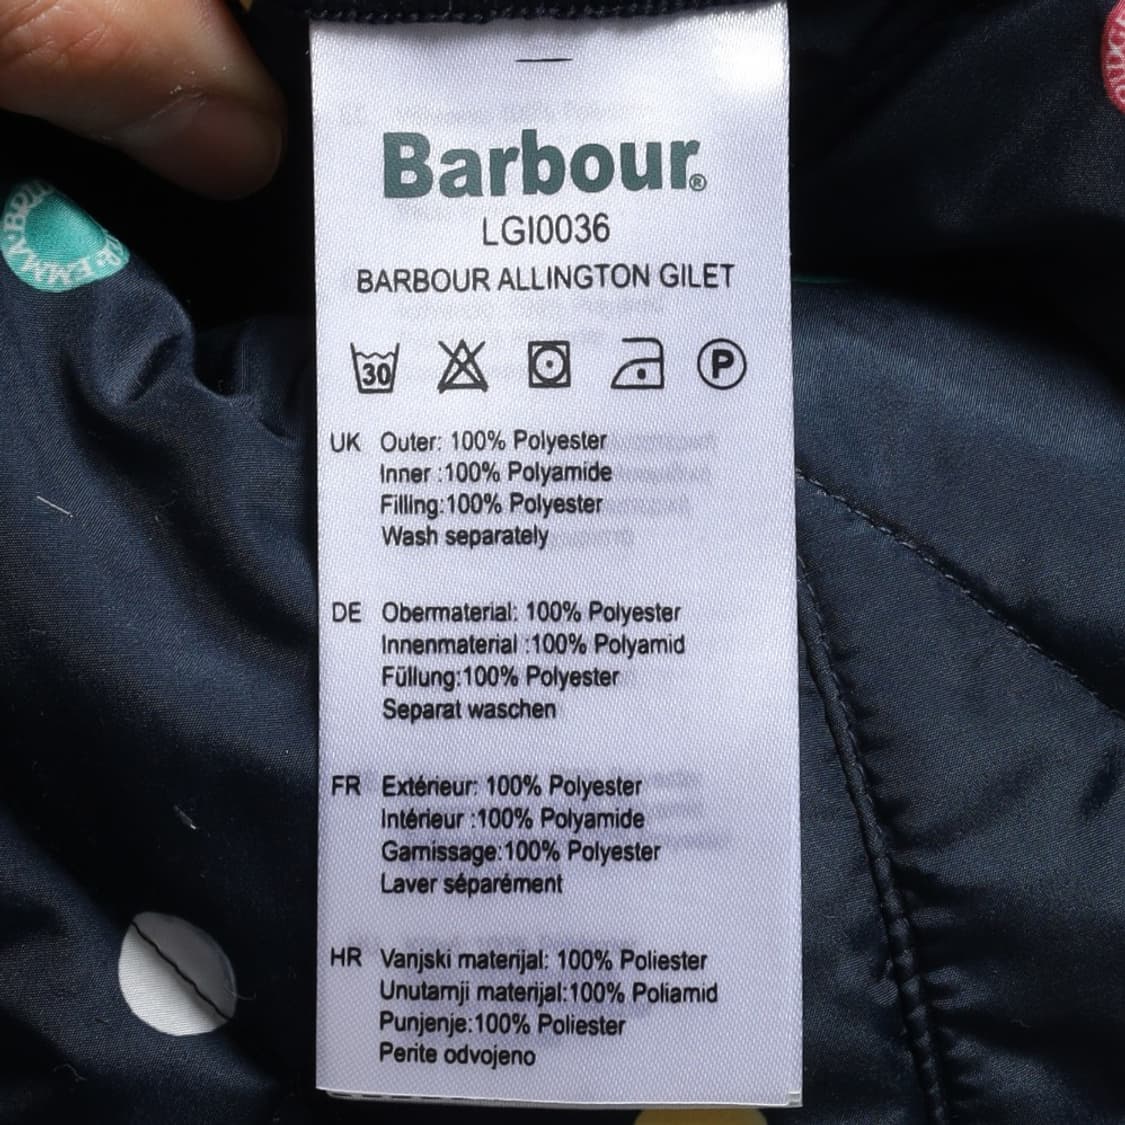 Barbour®
LGI0036
BARBOUR ALLINGTON GILET
30
P
UK Outer: 100% Polyester
Inner :100% Polyamide
Filling:100% Polyester
Wash separately
DE Obermaterial: 100% Polyester
Innenmaterial :100% Polyamid
Füllung:100% Polyester
Separat waschen
FR Extérieur: 100% Polyester
Intérieur :100% Polyamide
Garnissage:100% Polyester
Laver séparément
HR Vanjski materijal: 100% Poliester
Unutarnji materijal:100% Poliamid
Punjenje:100% Poliester
Perite odvojeno
EMMA